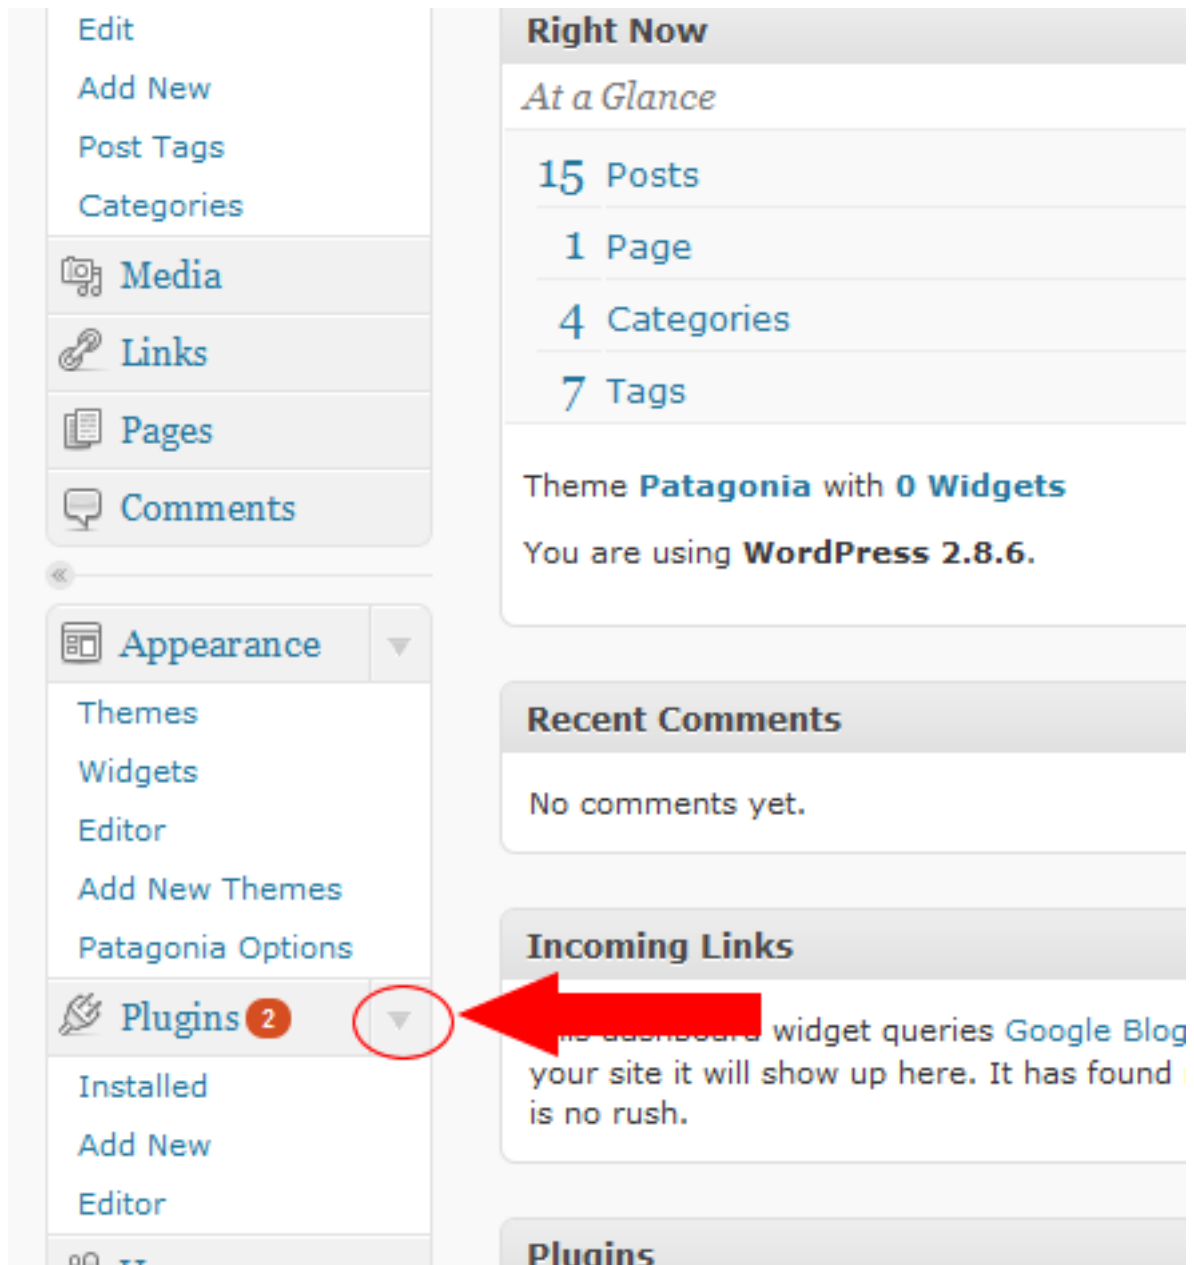 Edit
Add New
Post Tags
Categories
Media
Links
Pages
Comments
Appearance
Themes
Widgets
Editor
Add New Themes
Patagonia Options
Plugins 2
Installed
Add New
Editor
Right Now
At a Glance
15 Posts
1 Page
4 Categories
7 Tags
Theme Patagonia with 0 Widgets
You are using WordPress 2.8.6.
Recent Comments
No comments yet.
Incoming Links
widget queries Google Blog
your site it will show up here. It has found
is no rush.
Plugins